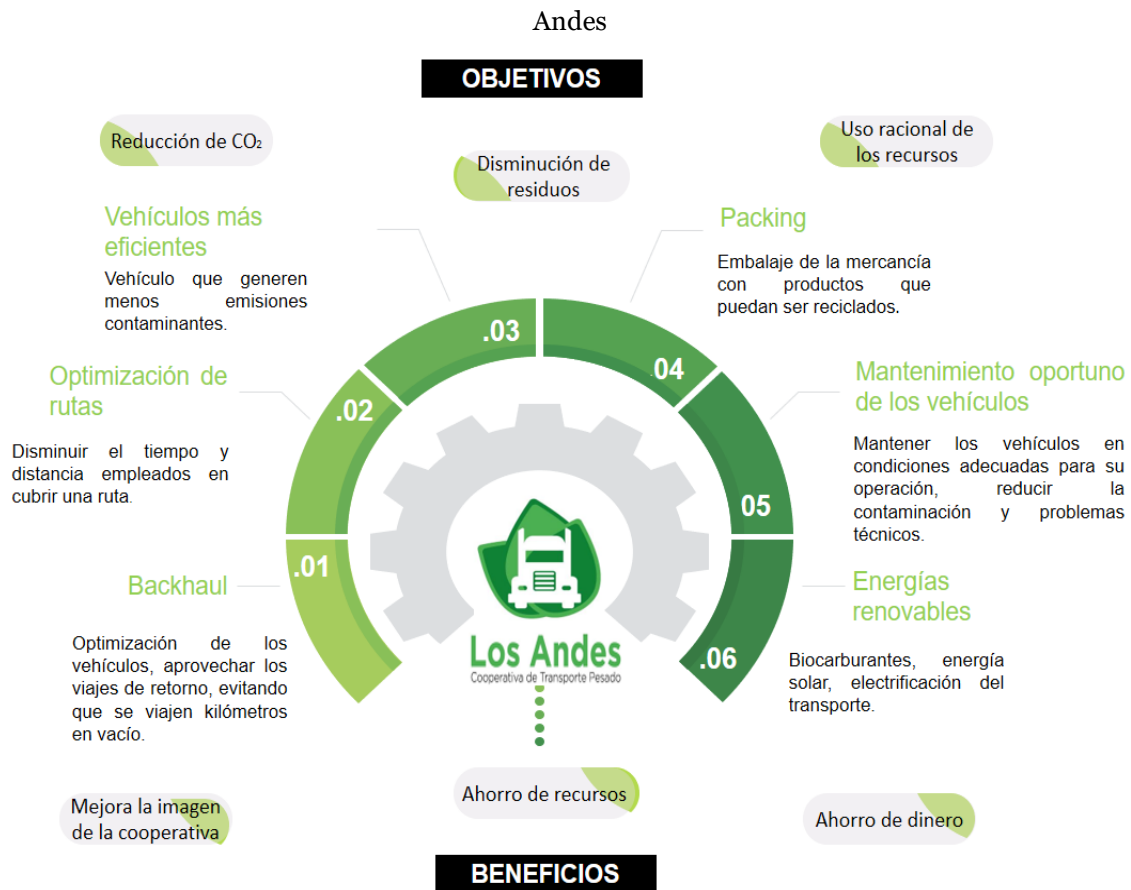 Andes
OBJETIVOS
Reducción de CO₂
Disminución de
residuos
Uso racional de
los recursos
Vehículos más
eficientes
Vehículo que generen
menos emisiones
contaminantes.
Packing
Embalaje de la mercancía
con productos que
puedan ser reciclados.
.03
.04
Optimización de
rutas
Disminuir el tiempo y
distancia empleados en
cubrir una ruta.
.02
Mantenimiento oportuno
de los vehículos
Mantener los vehículos en
condiciones adecuadas para su
operación, reducir la
contaminación y problemas
técnicos.
.05
.01
Backhaul
Optimización de los
vehículos, aprovechar los
viajes de retorno, evitando
que se viajen kilómetros
en vacío.
Energías
renovables
Biocarburantes, energía
solar, electrificación del
transporte.
.06
Los Andes
Cooperativa de Transporte Pesado
Mejora la imagen
de la cooperativa
Ahorro de recursos
Ahorro de dinero
BENEFICIOS